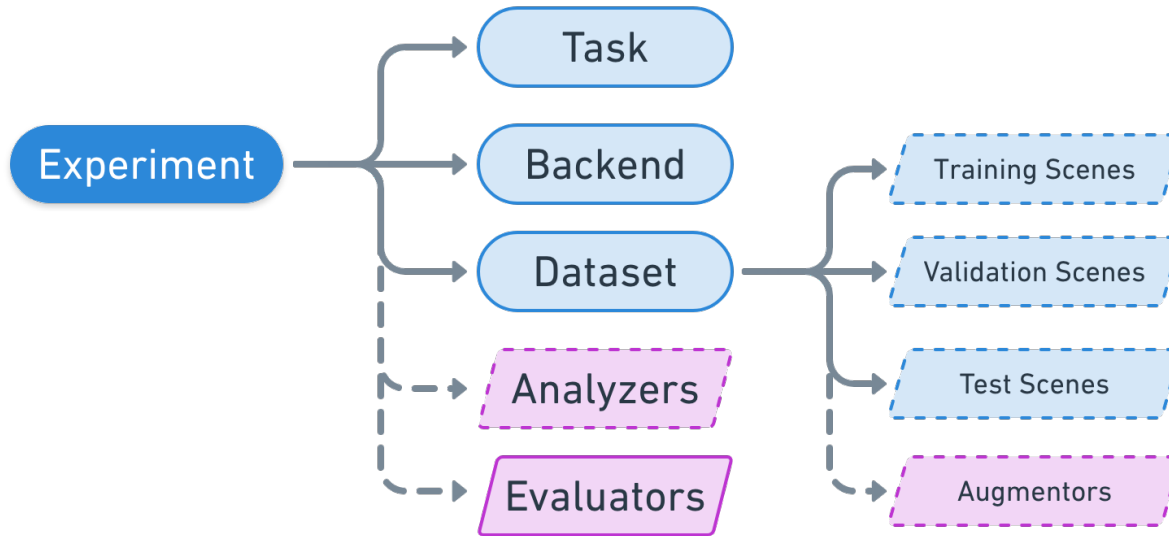 Experiment
Task
Backend
Dataset
Analyzers
Evaluators
Training Scenes
Validation Scenes
Test Scenes
Augmentors